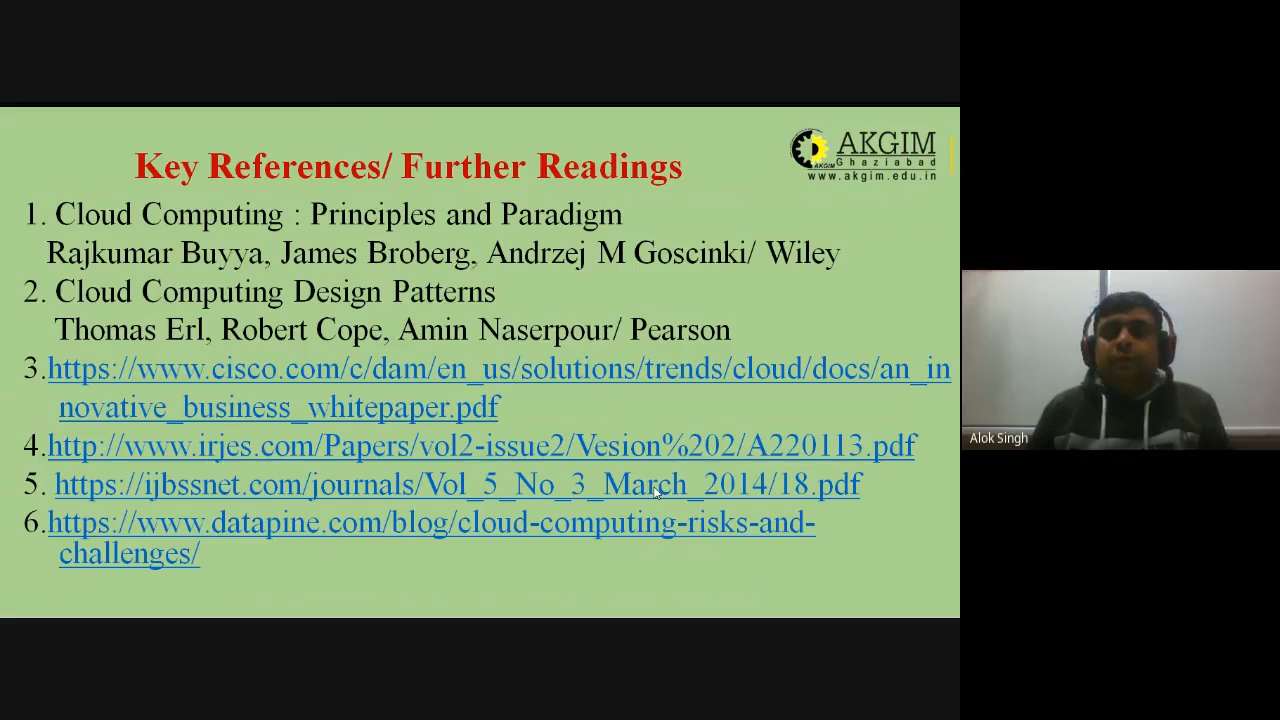 AKGIM
Ghaziabad
AKGIM
www.akgim.edu.in
Key References/ Further Readings
1. Cloud Computing : Principles and Paradigm
Rajkumar Buyya, James Broberg, Andrzej M Goscinki/ Wiley
2. Cloud Computing Design Patterns
Thomas Erl, Robert Cope, Amin Naserpour/ Pearson
3.https://www.cisco.com/c/dam/en_us/solutions/trends/cloud/docs/an_in
novative_business_whitepaper.pdf
4.http://www.irjes.com/Papers/vol2-issue2/Vesion%202/A220113.pdf
5. https://ijbssnet.com/journals/Vol_5_No_3_March_2014/18.pdf
6.https://www.datapine.com/blog/cloud-computing-risks-and-
challenges/
Alok Singh